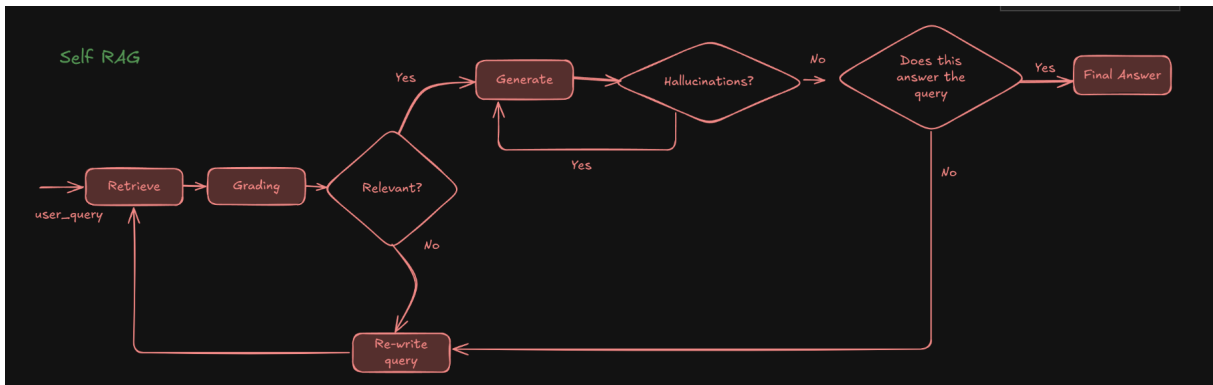 Self RAG
user_query
Retrieve
Grading
Relevant?
Yes
No
Generate
Hallucinations?
Yes
No
Does this
answer the
query
Yes
Final Answer
No
Re-write
query